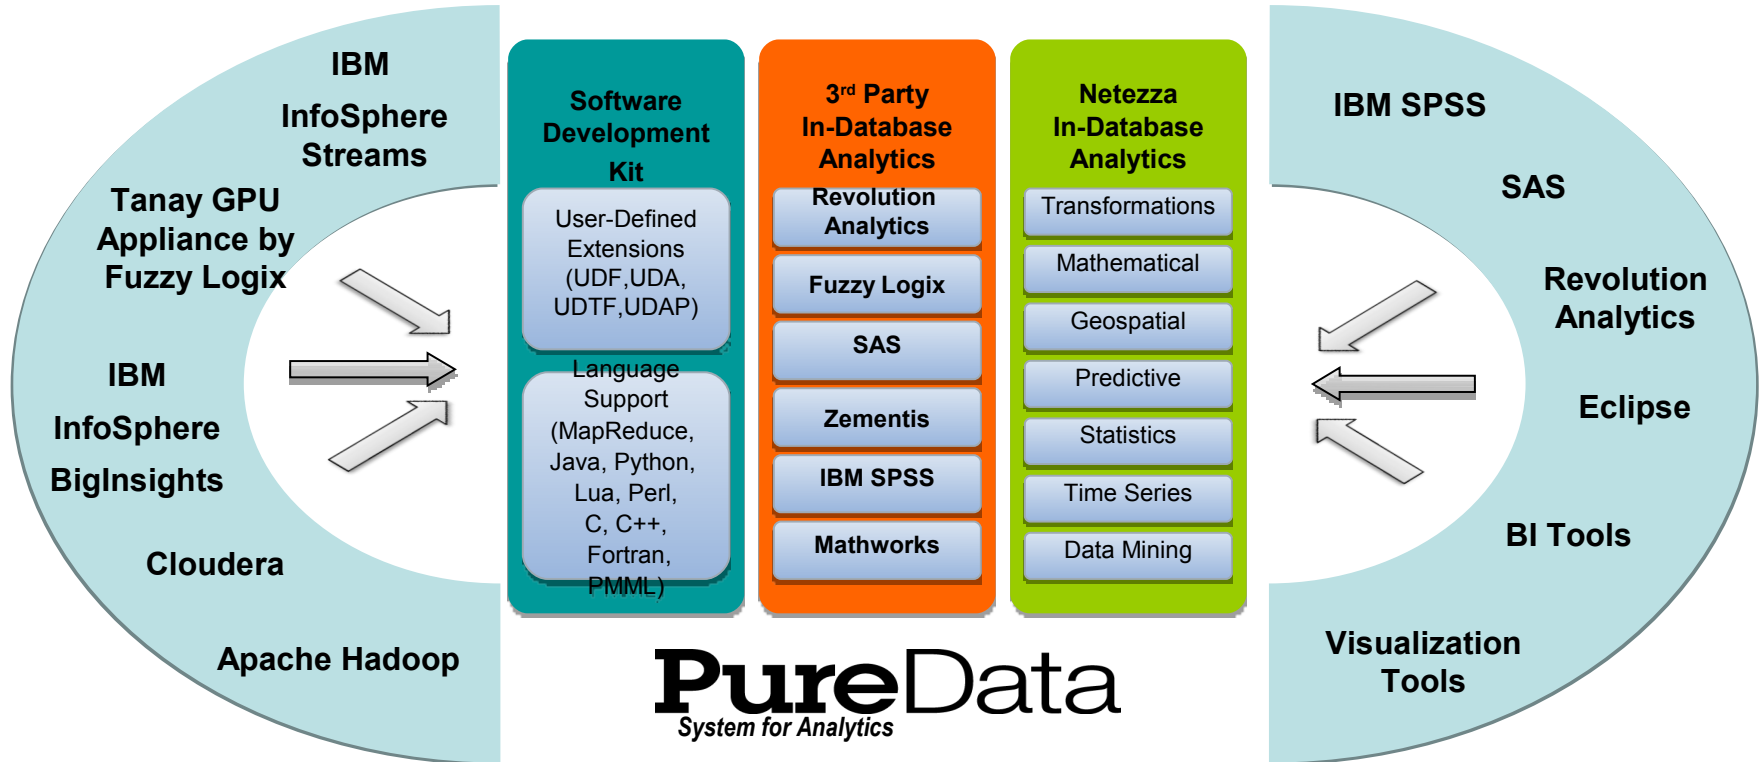 IBM
InfoSphere
Streams
Tanay GPU
Appliance by
Fuzzy Logix
IBM
InfoSphere
BigInsights
Cloudera
Apache Hadoop
Software
Development
Kit
User-Defined
Extensions
(UDF,UDA,
UDTF,UDAP)
Language
Support
(MapReduce,
Java, Python,
Lua, Perl,
C, C++,
Fortran,
PMML)
3rd Party
In-Database
Analytics
Revolution
Analytics
Fuzzy Logix
SAS
Zementis
IBM SPSS
Mathworks
Netezza
In-Database
Analytics
Transformations
Mathematical
Geospatial
Predictive
Statistics
Time Series
Data Mining
IBM SPSS
SAS
Revolution
Analytics
Eclipse
BI Tools
Visualization
Tools
PureData
System for Analytics